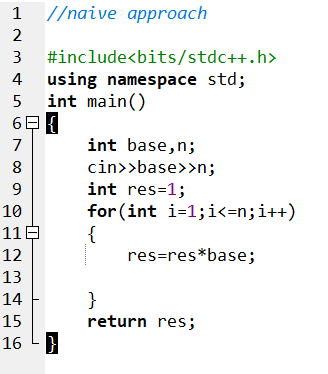 1 //naive approach
2
3 #include<bits/stdc++.h>
4 using namespace std;
5 int main()
6 {
7 int base,n;
8 cin>>base>>n;
9 int res=1;
10 for(int i=1;i<=n;i++)
11 {
12 res=res*base;
13
14 }
15 return res;
16 }